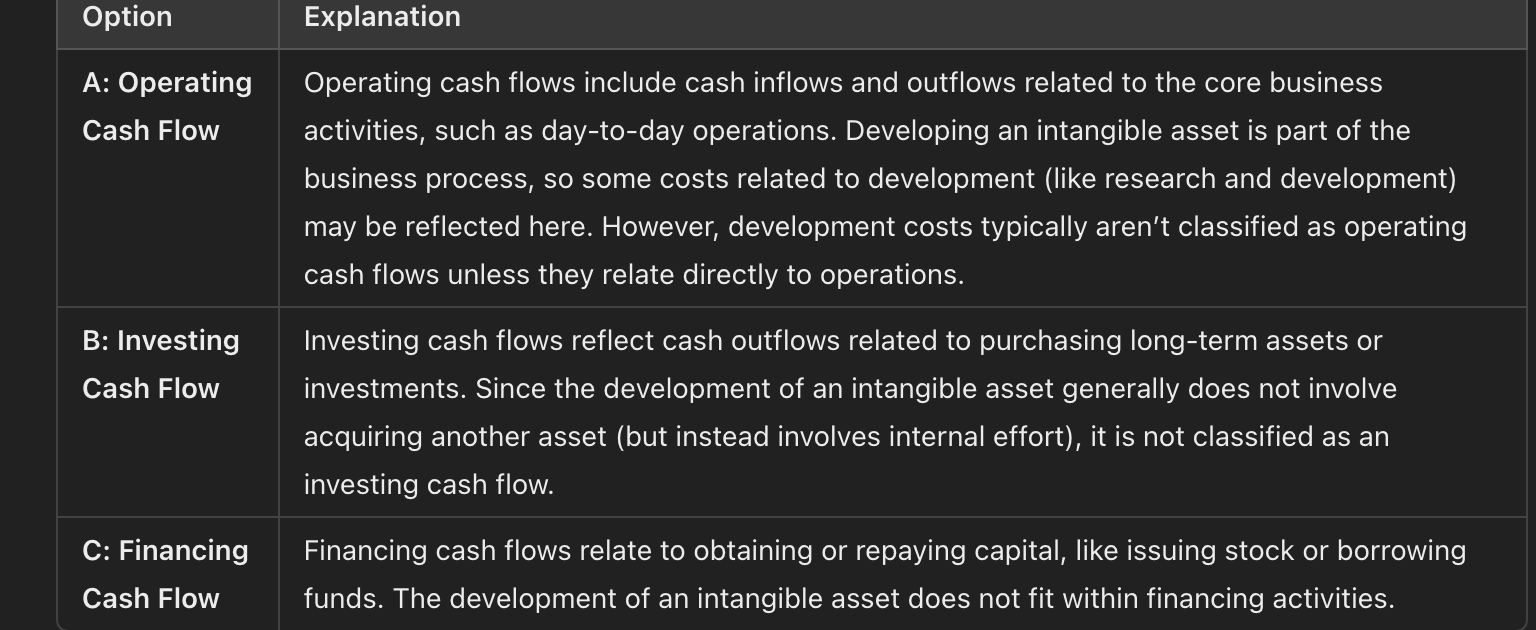 Option Explanation
A: Operating Operating cash flows include cash inflows and outflows related to the core business
Cash Flow activities, such as day-to-day operations. Developing an intangible asset is part of the
business process, so some costs related to development (like research and development)
may be reflected here. However, development costs typically aren’t classified as operating
cash flows unless they relate directly to operations.
B: Investing Investing cash flows reflect cash outflows related to purchasing long-term assets or
Cash Flow investments. Since the development of an intangible asset generally does not involve
acquiring another asset (but instead involves internal effort), it is not classified as an
investing cash flow.
C: Financing Financing cash flows relate to obtaining or repaying capital, like issuing stock or borrowing
Cash Flow funds. The development of an intangible asset does not fit within financing activities.